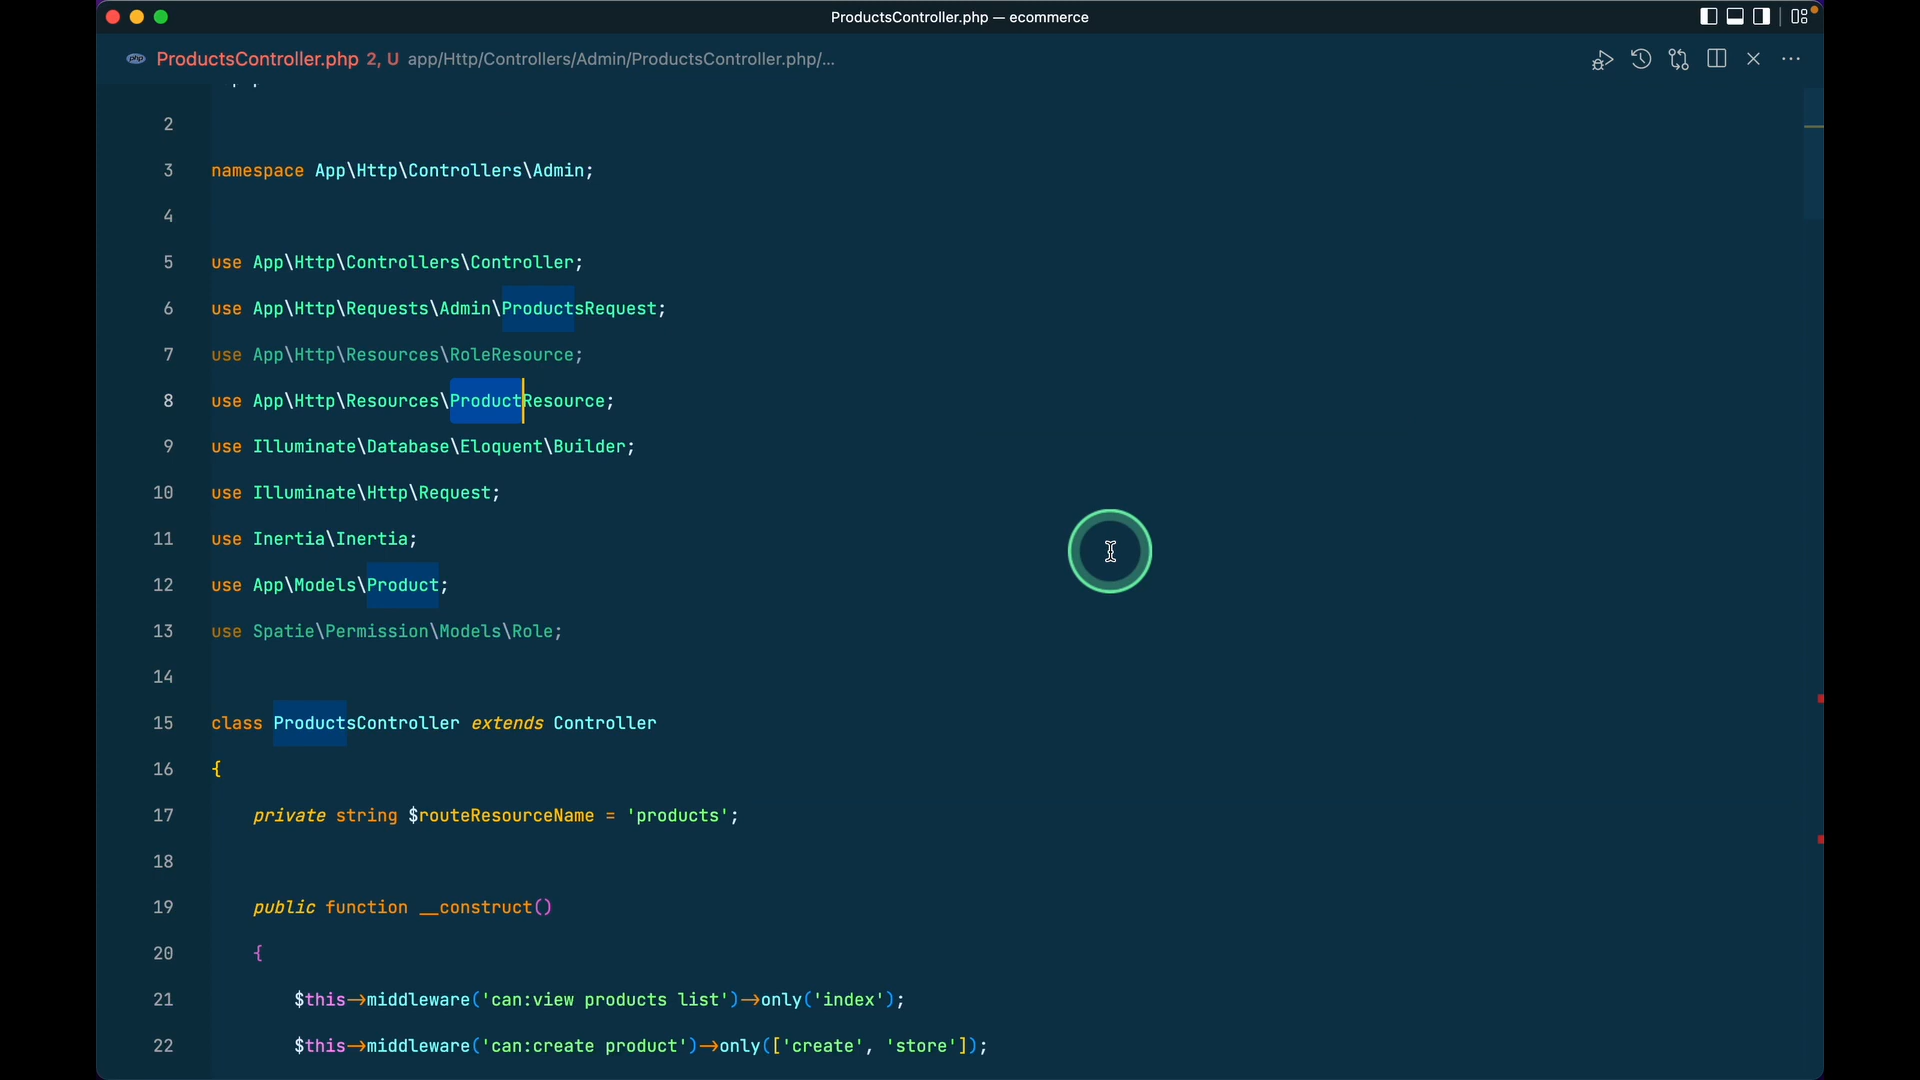 ProductsController.php — ecommerce
php ProductsController.php 2, U app/Http/Controllers/Admin/ProductsController.php/...
2
3 namespace App\Http\Controllers\Admin;
4
5 use App\Http\Controllers\Controller;
6 use App\Http\Requests\Admin\ProductsRequest;
7 use App\Http\Resources\RoleResource;
8 use App\Http\Resources\ProductResource;
9 use Illuminate\Database\Eloquent\Builder;
10 use Illuminate\Http\Request;
11 use Inertia\Inertia;
12 use App\Models\Product;
13 use Spatie\Permission\Models\Role;
14
15 class ProductsController extends Controller
16 {
17 private string $routeResourceName = 'products';
18
19 public function __construct()
20 {
21 $this->middleware('can:view products list')->only('index');
22 $this->middleware('can:create product')->only(['create', 'store']);